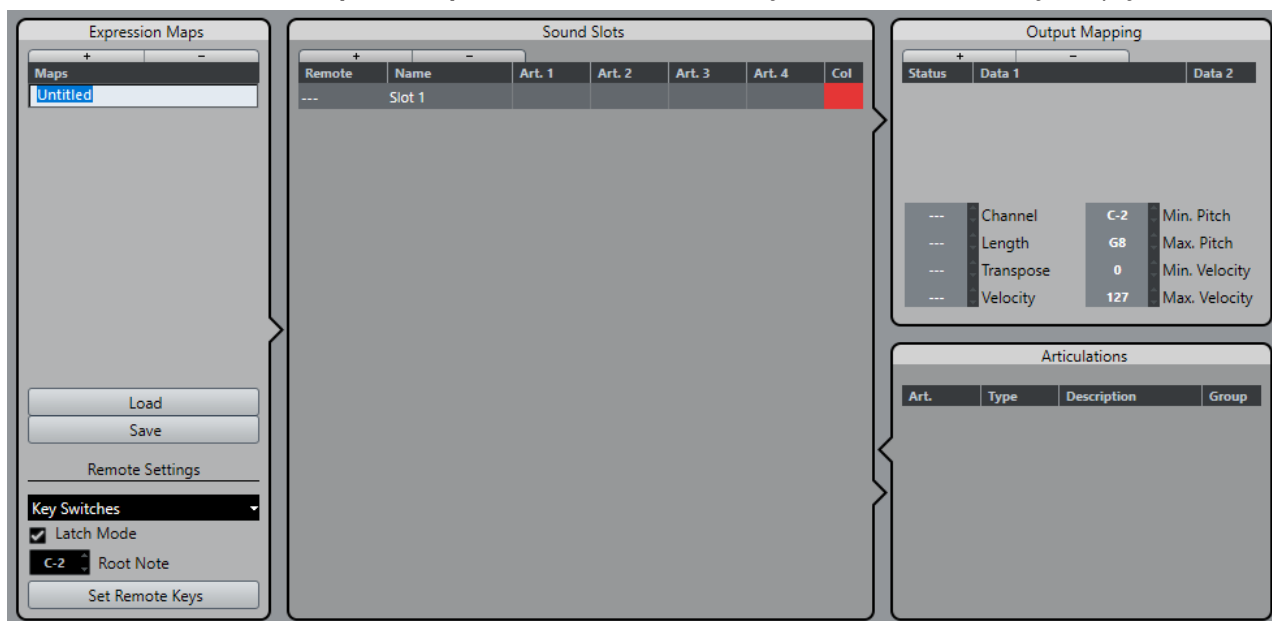 Expression Maps
+ -
Maps
Untitled
Load
Save
Remote Settings
Key Switches
Latch Mode
C-2 Root Note
Set Remote Keys
Sound Slots
+ -
Remote Name Art. 1 Art. 2 Art. 3 Art. 4 Col
--- Slot 1
Output Mapping
+ -
Status Data 1 Data 2
--- Channel C-2 Min. Pitch
--- Length G8 Max. Pitch
--- Transpose 0 Min. Velocity
--- Velocity 127 Max. Velocity
Articulations
Art. Type Description Group